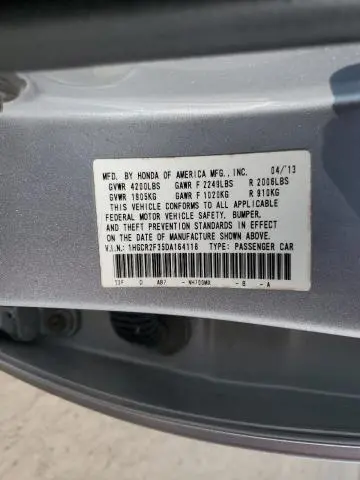 MFD. BY HONDA OF AMERICA MFG., INC. 04/13
GVWR 4200LBS GAWR F 2249LBS R 2006LBS
GVWR 1905KG GAWR F 1020KG R 910KG
THIS VEHICLE CONFORMS TO ALL APPLICABLE
FEDERAL MOTOR VEHICLE SAFETY, BUMPER,
AND THEFT PREVENTION STANDARDS IN EFFECT ON
THE DATE OF MANUFACTURE SHOWN ABOVE.
V.I.N.: 1HGCR2F35DA164116 TYPE: PASSENGER CAR
D AB7 - NH700MX - B - A